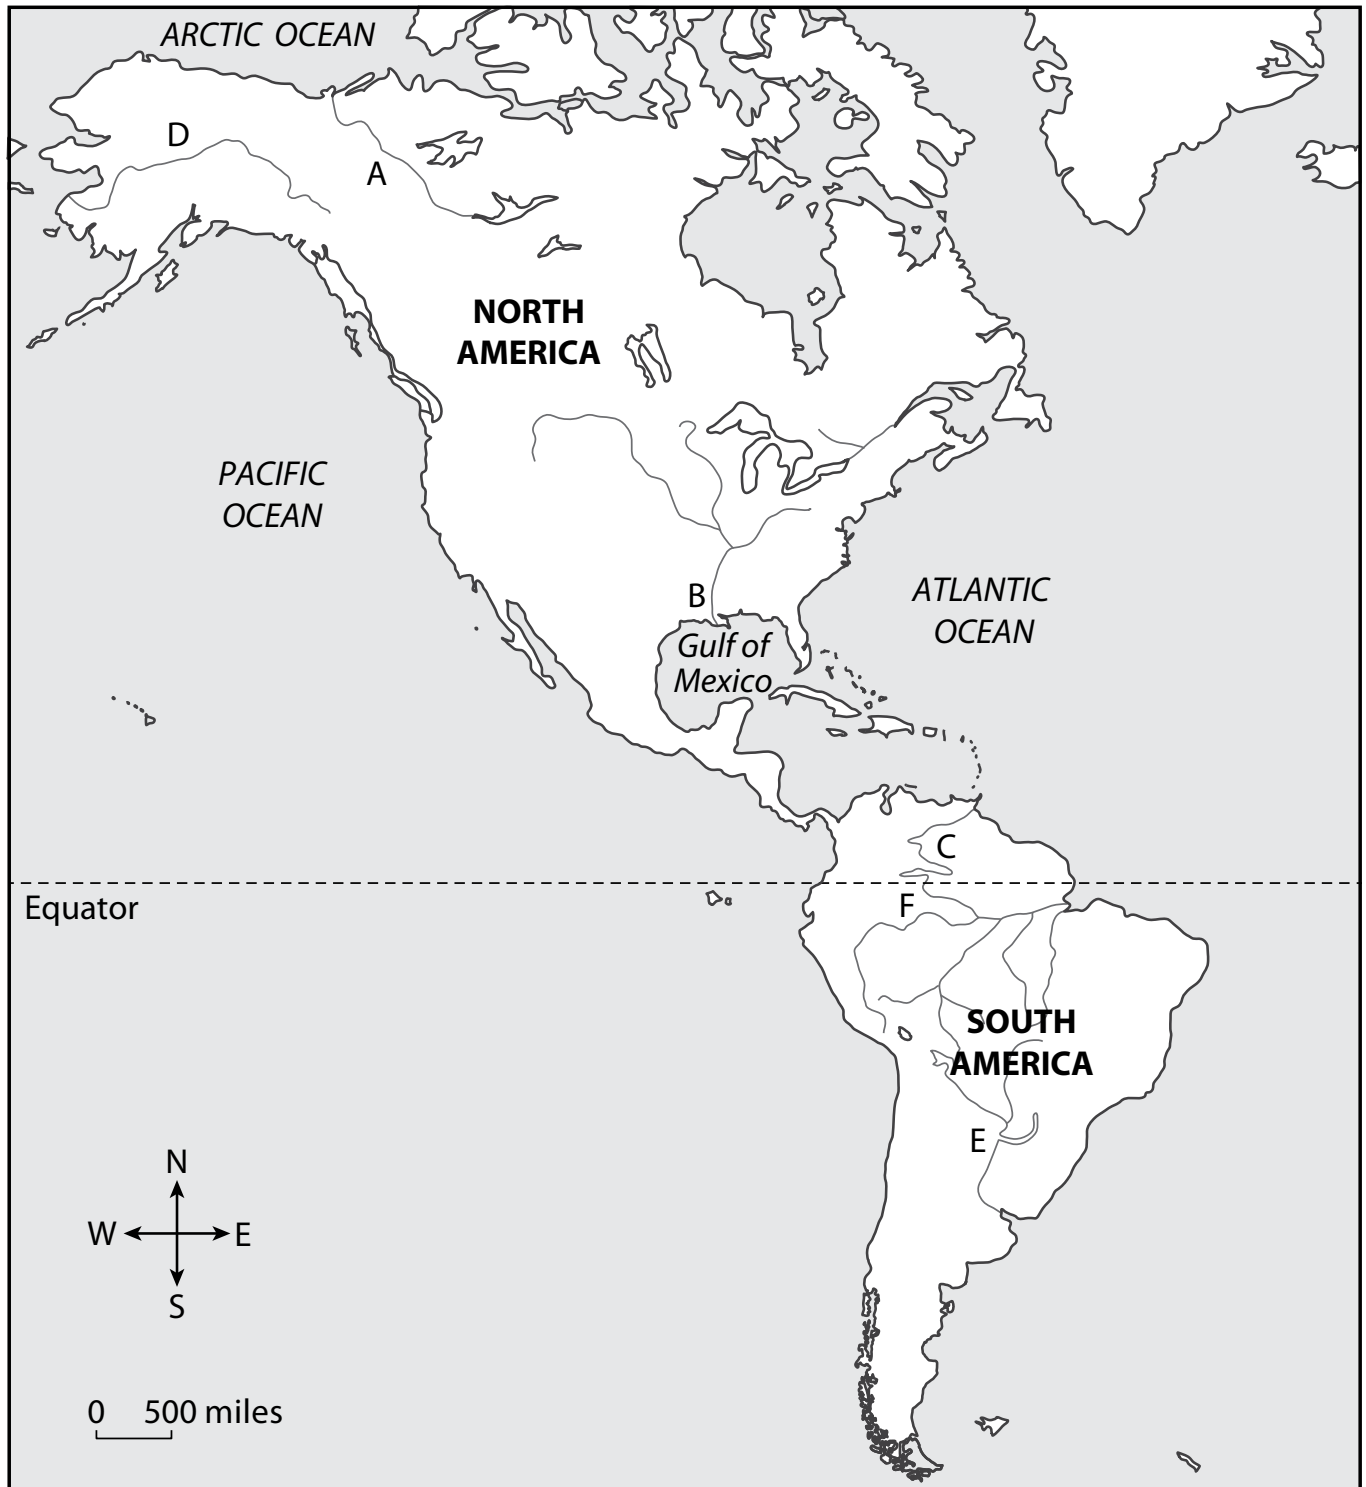 ARCTIC OCEAN
D
A
NORTH
AMERICA
PACIFIC
OCEAN
B
ATLANTIC
OCEAN
Gulf of
Mexico
C
Equator
F
SOUTH
AMERICA
E
N
W E
S
0 500 miles